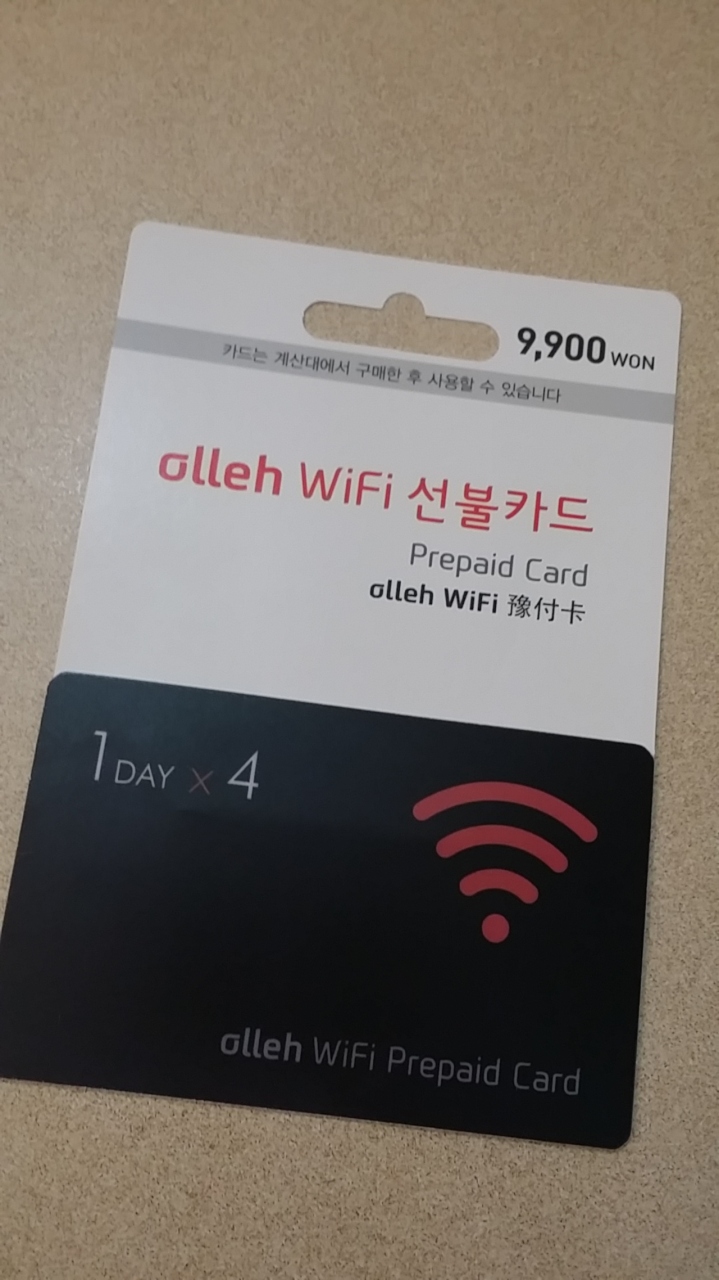 9,900 WON
카드는 계산대에서 구매한 후 사용할 수 있습니다
olleh WiFi 선불카드
Prepaid Card
olleh WiFi 豫付卡
1 DAY × 4
olleh WiFi Prepaid Card